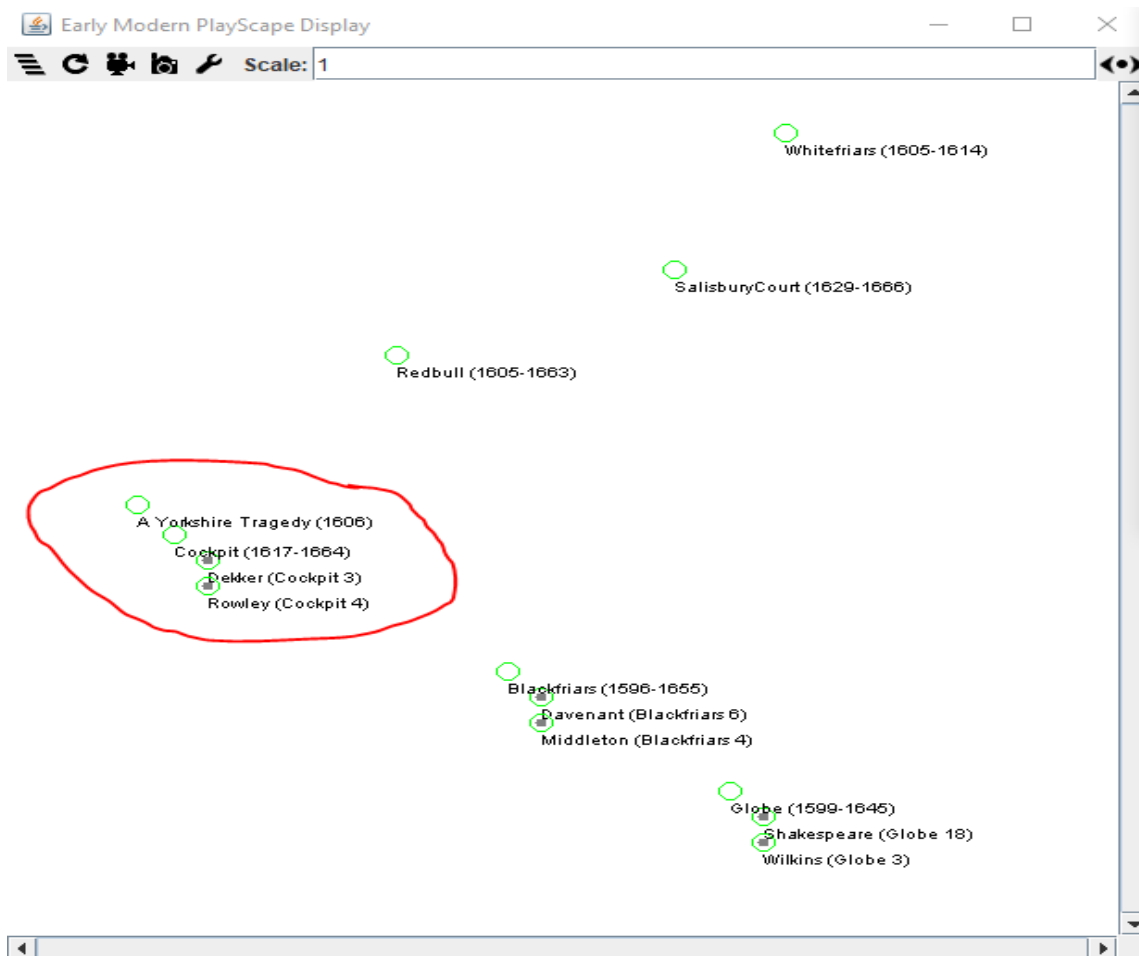 Early Modern PlayScape Display
Scale: 1
Whitefriars (1605-1614)
SalisburyCourt (1629-1666)
Redbull (1605-1663)
A Yorkshire Tragedy (1606)
Cockpit (1617-1664)
Dekker (Cockpit 3)
Rowley (Cockpit 4)
Blackfriars (1596-1655)
Davenant (Blackfriars 6)
Middleton (Blackfriars 4)
Globe (1599-1645)
Shakespeare (Globe 18)
Wilkins (Globe 3)